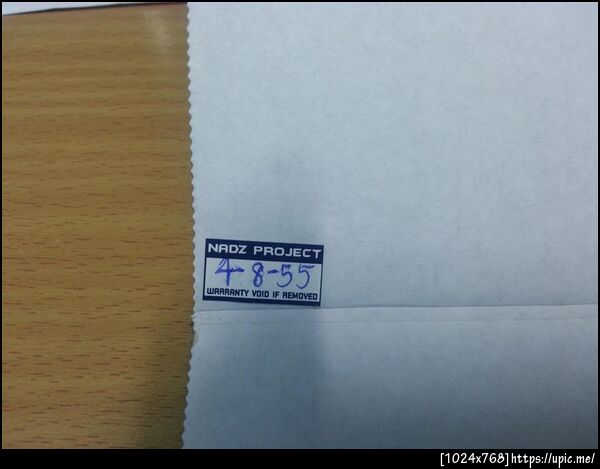 NADZ PROJECT
4-8-55
WARRANTY VOID IF REMOVED
[1024x768]https://upic.me/